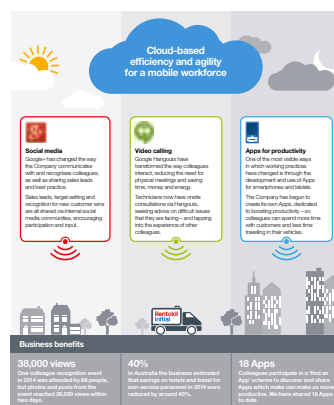 Cloud-based
efficiency and agility
for a mobile workforce
Social media
Google+ has changed the way
the Company communicates
with and recognises colleagues,
as well as sharing sales leads
and best practice.
Sales leads, target-setting and
recognition for new customer wins
are all shared via internal social
media communities, encouraging
participation and input.
Video calling
Google Hangouts have
transformed the way colleagues
interact, reducing the need for
physical meetings and saving
time, money and energy.
Technicians now have onsite
consultations via Hangouts,
seeking advice on difficult issues
that they are facing – and tapping
into the experience of other
colleagues.
Apps for productivity
One of the most visible ways
in which working practices
have changed is through the
development and use of Apps
for smartphones and tablets.
The Company has begun to
create its own Apps, dedicated
to boosting productivity – so
colleagues can spend more time
with customers and less time
travelling in their vehicles.
Rentokil
Initial
Business benefits
38,000 views
One colleague recognition event
in 2014 was attended by 83 people,
but photos and posts from the
event reached 38,000 views within
two days.
40%
In Australia the business estimated
that savings on hotels and travel for
non-service personnel in 2014 were
reduced by around 40%.
18 Apps
Colleagues participate in a ‘find an
App’ scheme to discover and share
Apps which can make us more
productive. We have shared 18 Apps
to date.